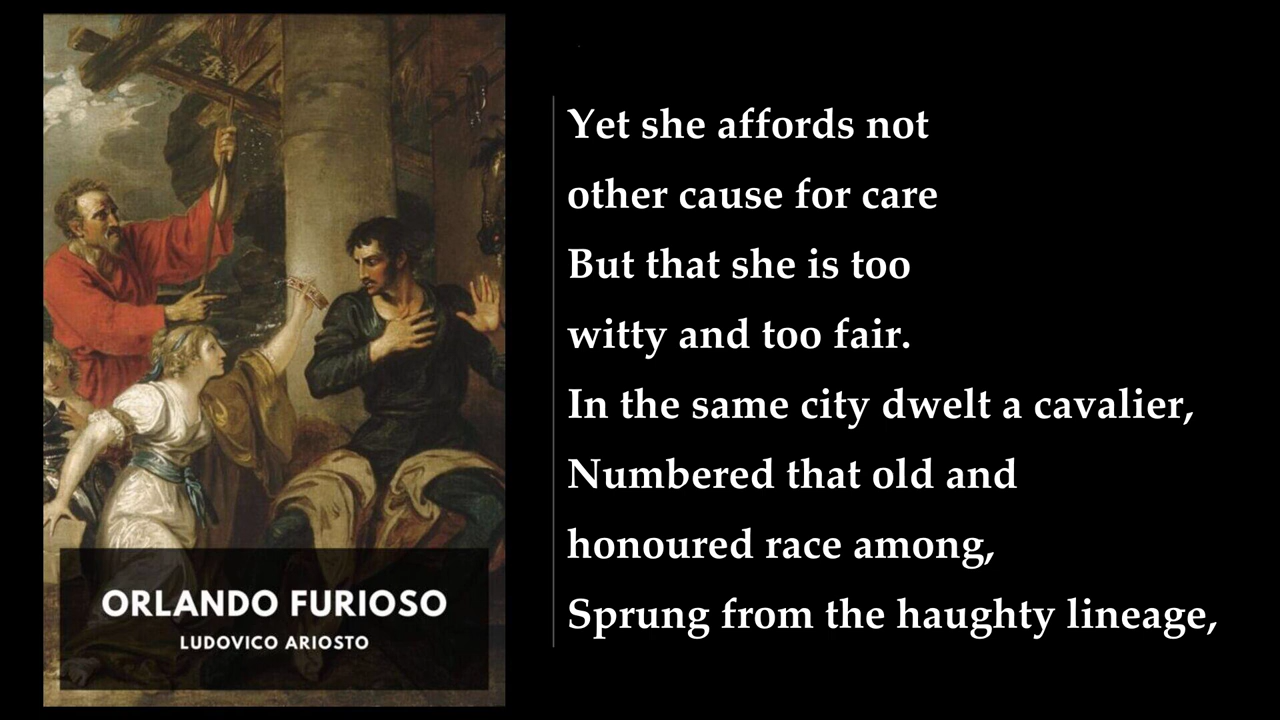 ORLANDO FURIOSO
LUDOVICO ARIOSTO
Yet she affords not
other cause for care
But that she is too
witty and too fair.
In the same city dwelt a cavalier,
Numbered that old and
honoured race among,
Sprung from the haughty lineage,